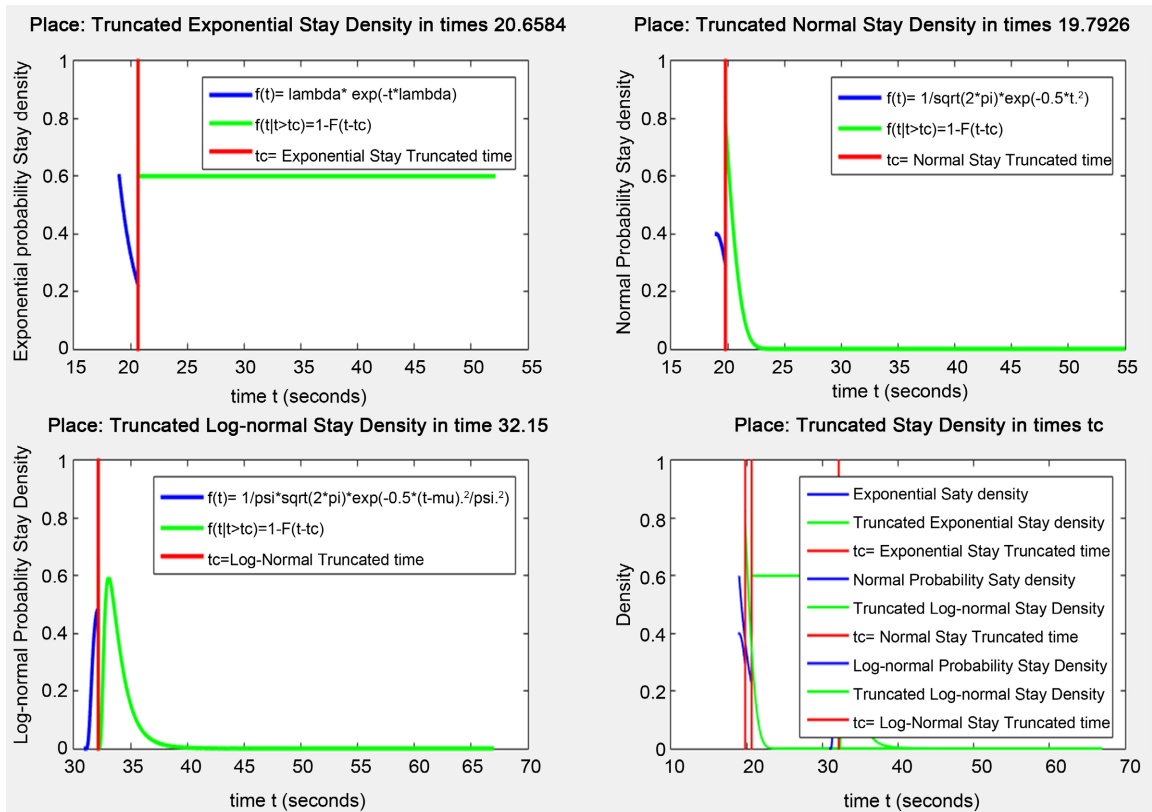 Place: Truncated Exponential Stay Density in times 20.6584
Exponential probability Stay density
1
0.8
0.6
0.4
0.2
0
f(t)= lambda* exp(-t*lambda)
f(t|t>tc)=1-F(t-tc)
tc= Exponential Stay Truncated time
15 20 25 30 35 40 45 50 55
time t (seconds)
Place: Truncated Normal Stay Density in times 19.7926
Normal Probability Stay density
1
0.8
0.6
0.4
0.2
0
f(t)= 1/sqrt(2*pi)*exp(-0.5*t.²)
f(t|t>tc)=1-F(t-tc)
tc= Normal Stay Truncated time
15 20 25 30 35 40 45 50 55
time t (seconds)
Place: Truncated Log-normal Stay Density in time 32.15
Log-normal Probablity Stay Density
1
0.8
0.6
0.4
0.2
0
f(t)= 1/psi*sqrt(2*pi)*exp(-0.5*(t-mu).²/psi.²)
f(t|t>tc)=1-F(t-tc)
tc=Log-Normal Truncated time
30 35 40 45 50 55 60 65 70
time t (seconds)
Place: Truncated Stay Density in times tc
Density
1
0.8
0.6
0.4
0.2
0
Exponential Saty density
Truncated Exponential Stay density
tc= Exponential Stay Truncated time
Normal Probability Saty density
Truncated Log-normal Stay Density
tc= Normal Stay Truncated time
Log-normal Probability Stay Density
Truncated Log-normal Stay Density
tc= Log-Normal Stay Truncated time
10 20 30 40 50 60 70
time t (seconds)